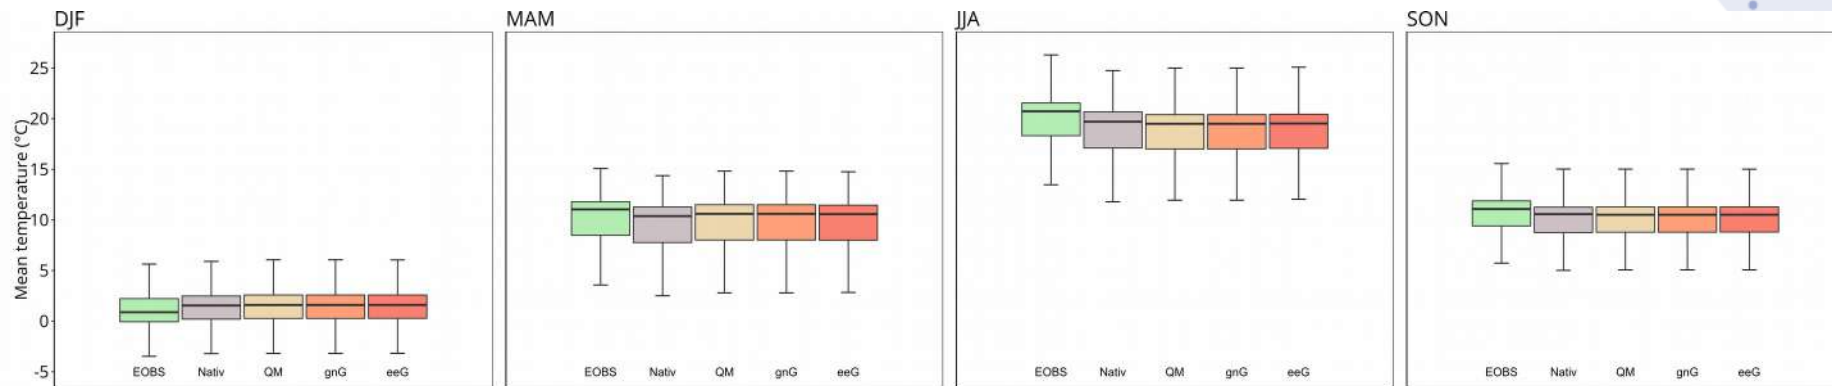 DJF MAM JJA SON
Mean temperature (°C)
25
20
15
10
5
0
-5
EOBS Nativ QM gnG eeG
EOBS Nativ QM gnG eeG
EOBS Nativ QM gnG eeG
EOBS Nativ QM gnG eeG